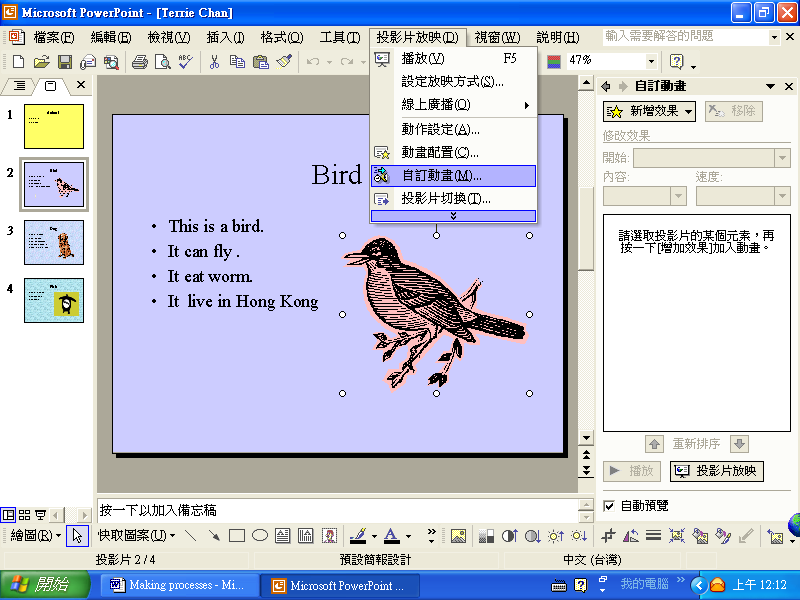 Microsoft PowerPoint - [Terrie Chan]
檔案(F) 編輯(E) 檢視(V) 插入(I) 格式(O) 工具(T) 投影片放映(D) 視窗(W) 說明(H) 輸入需要解答的問題
47%
播放(V) F5
設定放映方式(S)...
線上廣播(O)
動作設定(A)...
動畫配置(C)...
自訂動畫(M)...
投影片切換(T)...
自訂動畫
新增效果 移除
修改效果
開始:
內容: 速度:
請選取投影片的某個元素，再
按一下[增加效果]加入動畫。
重新排序
播放 投影片放映
自動預覽
1
2
3
4
Bird
• This is a bird.
• It can fly .
• It eat worm.
• It live in Hong Kong
按一下以加入備忘稿
繪圖(R) 快取圖案(U)
投影片 2 / 4 預設簡報設計 中文 (台灣)
開始 Making processes - Mi... Microsoft PowerPoint ... 我的電腦 上午 12:12